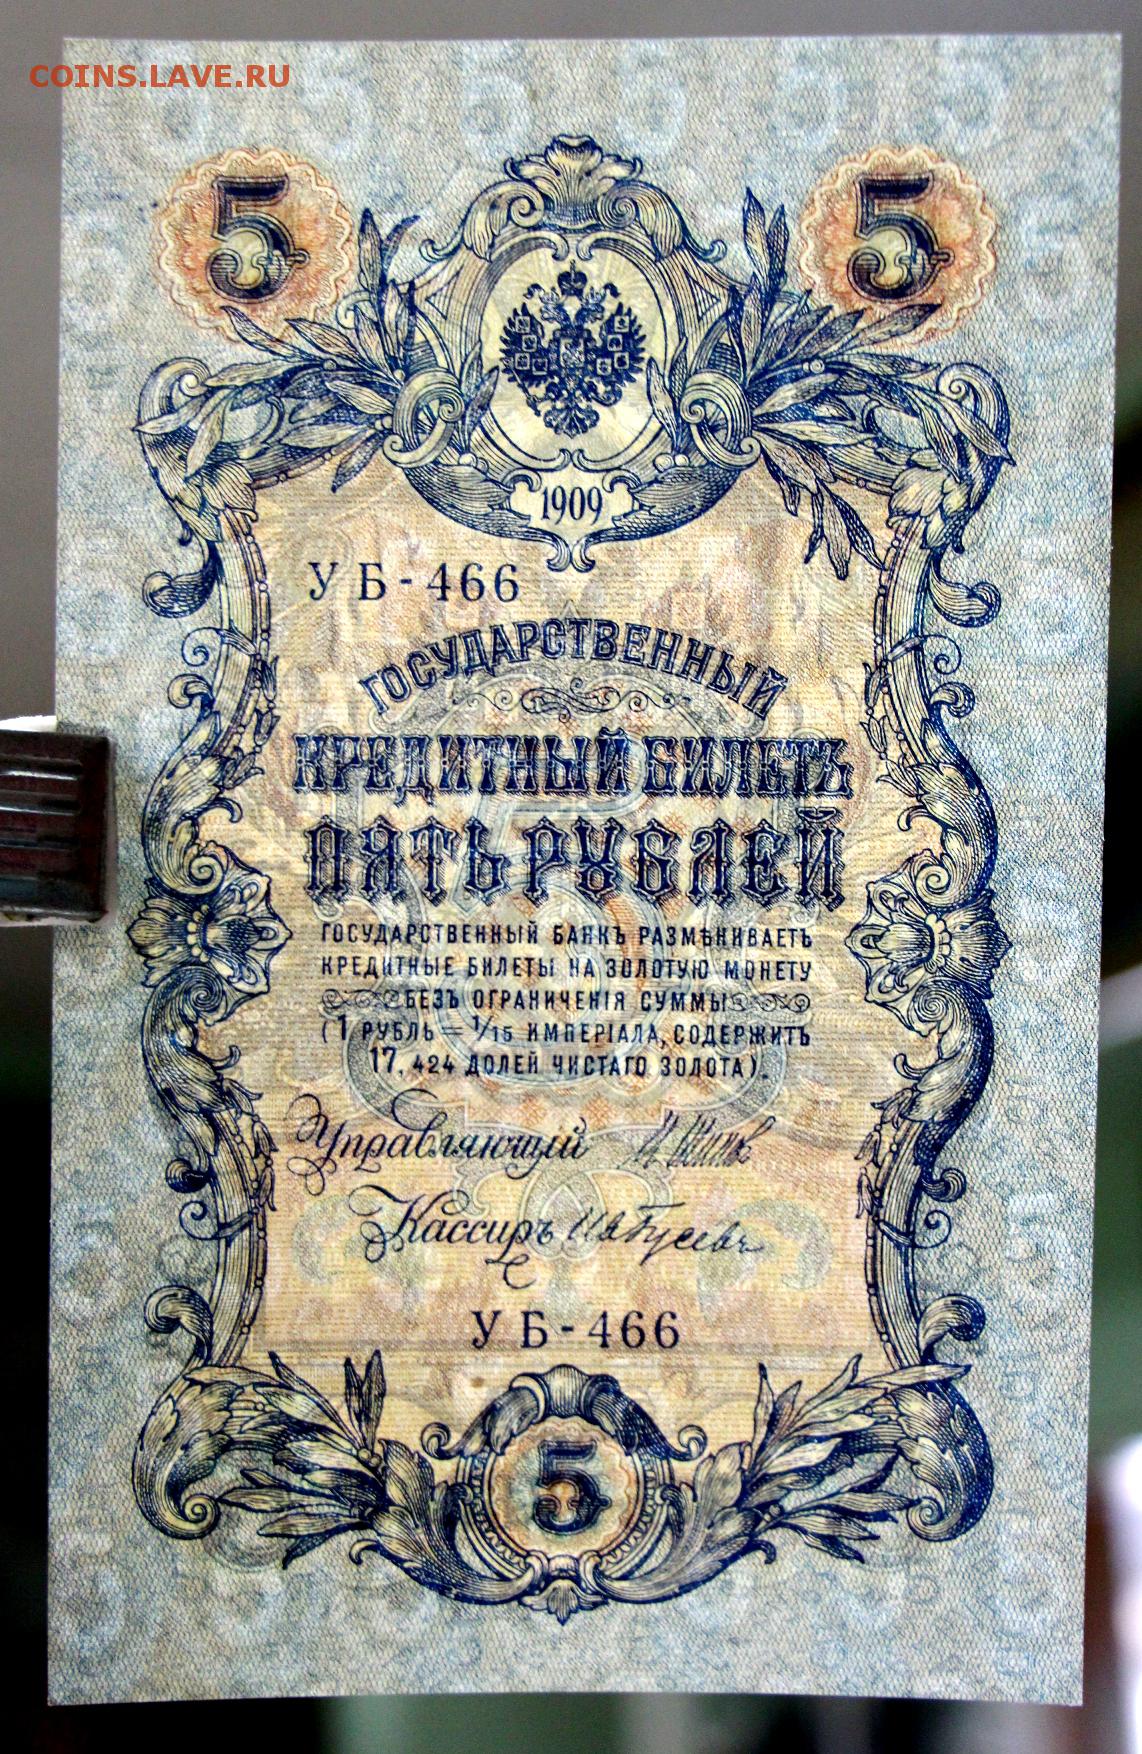 COINS.LAVE.RU
5 5
1909
УБ-466
ГОСУДАРСТВЕННЫЙ
КРЕДИТНЫЙ БИЛЕТЪ
ПЯТЬ РУБЛЕЙ
ГОСУДАРСТВЕННЫЙ БАНКЪ РАЗМѢНИВАЕТЪ
КРЕДИТНЫЕ БИЛЕТЫ НА ЗОЛОТУЮ МОНЕТУ
БЕЗЪ ОГРАНИЧЕНІЯ СУММЫ
(1 РУБЛЬ = 1/15 ИМПЕРІАЛА, СОДЕРЖИТЪ
17,424 ДОЛЕЙ ЧИСТАГО ЗОЛОТА).
Управляющій И Шипов
Кассиръ Гусевъ
УБ-466
5